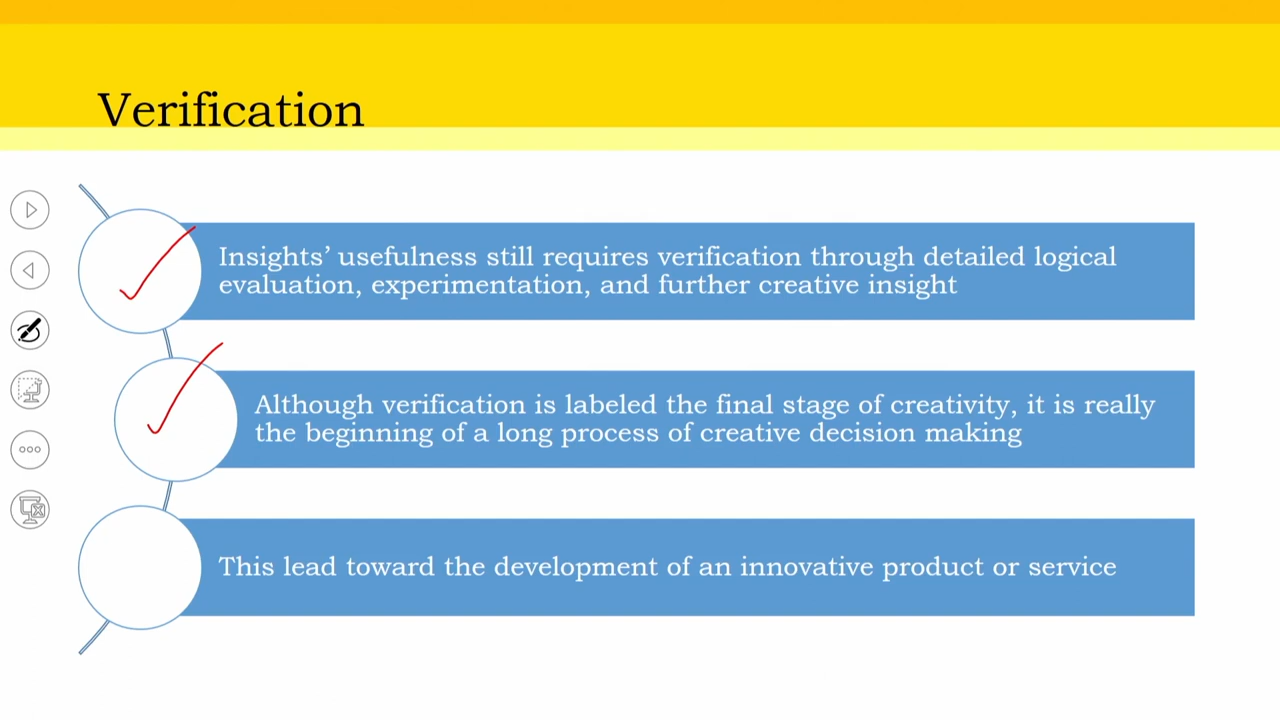 Verification
Insights’ usefulness still requires verification through detailed logical
evaluation, experimentation, and further creative insight
Although verification is labeled the final stage of creativity, it is really
the beginning of a long process of creative decision making
This lead toward the development of an innovative product or service